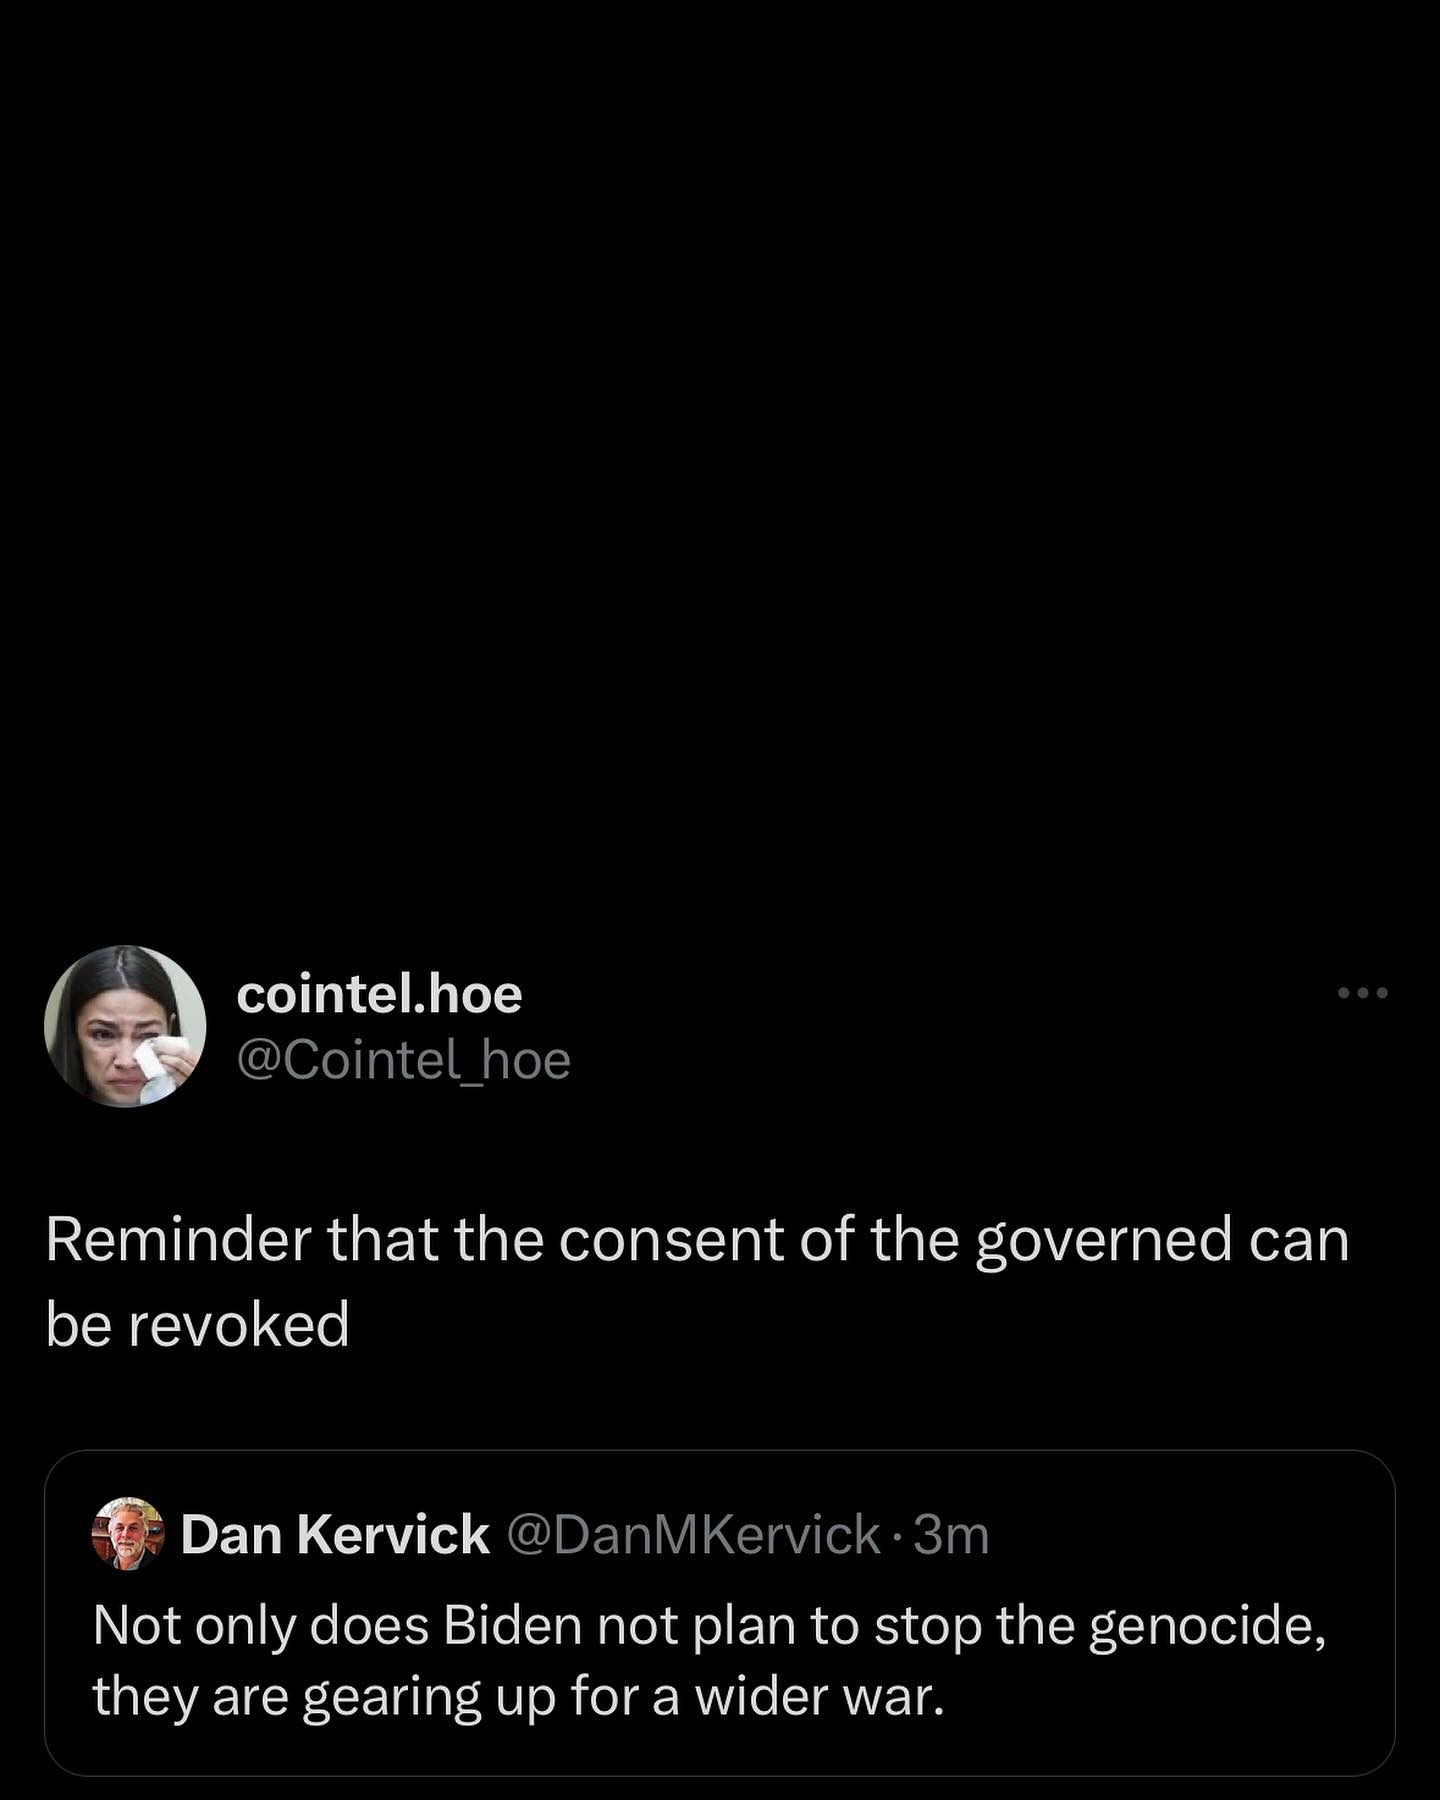 cointel.hoe
@Cointel_hoe
Reminder that the consent of the governed can
be revoked
Dan Kervick @DanMKervick · 3m
Not only does Biden not plan to stop the genocide,
they are gearing up for a wider war.